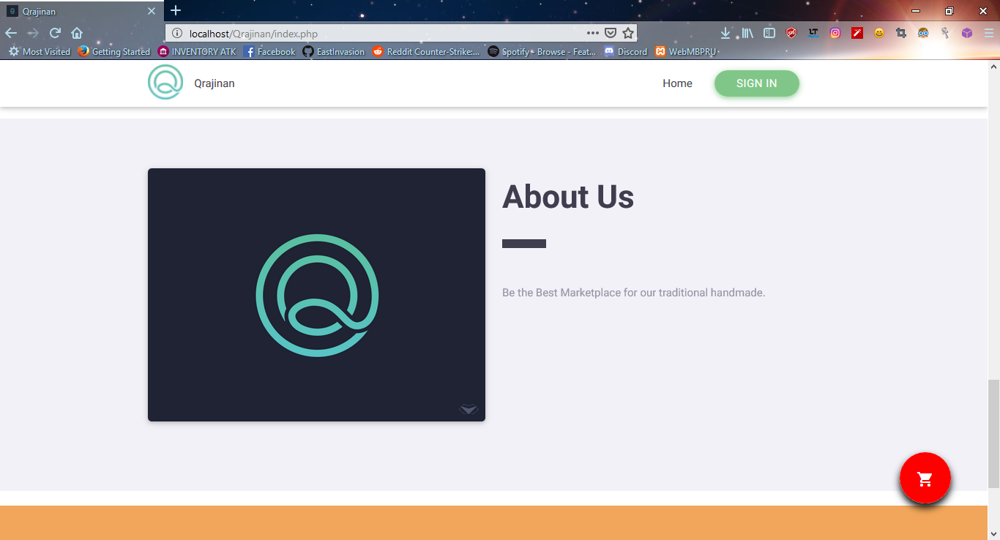 Qrajinan
localhost/Qrajinan/index.php
Most Visited Getting Started INVENTORY ATK Facebook EastInvasion Reddit Counter-Strike:... Spotify - Browse - Feat... Discord WebMBPRU
Qrajinan Home SIGN IN
About Us
Be the Best Marketplace for our traditional handmade.